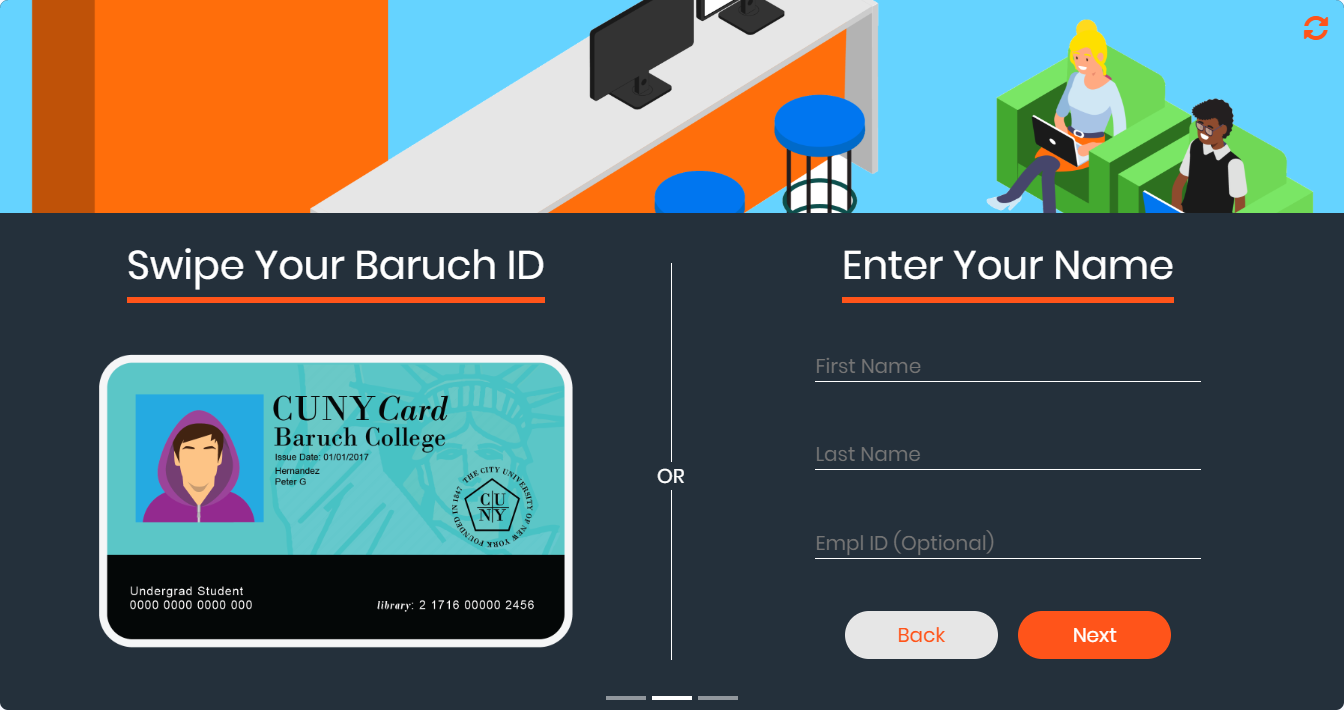 Swipe Your Baruch ID
CUNY Card
Baruch College
Issue Date: 01/01/2017
Hernandez
Peter G
THE CITY UNIVERSITY OF NEW YORK FOUNDED IN 1847
CU
NY
Undergrad Student
0000 0000 0000 000
library: 2 1716 00000 2456
OR
Enter Your Name
First Name
Last Name
Empl ID (Optional)
Back
Next